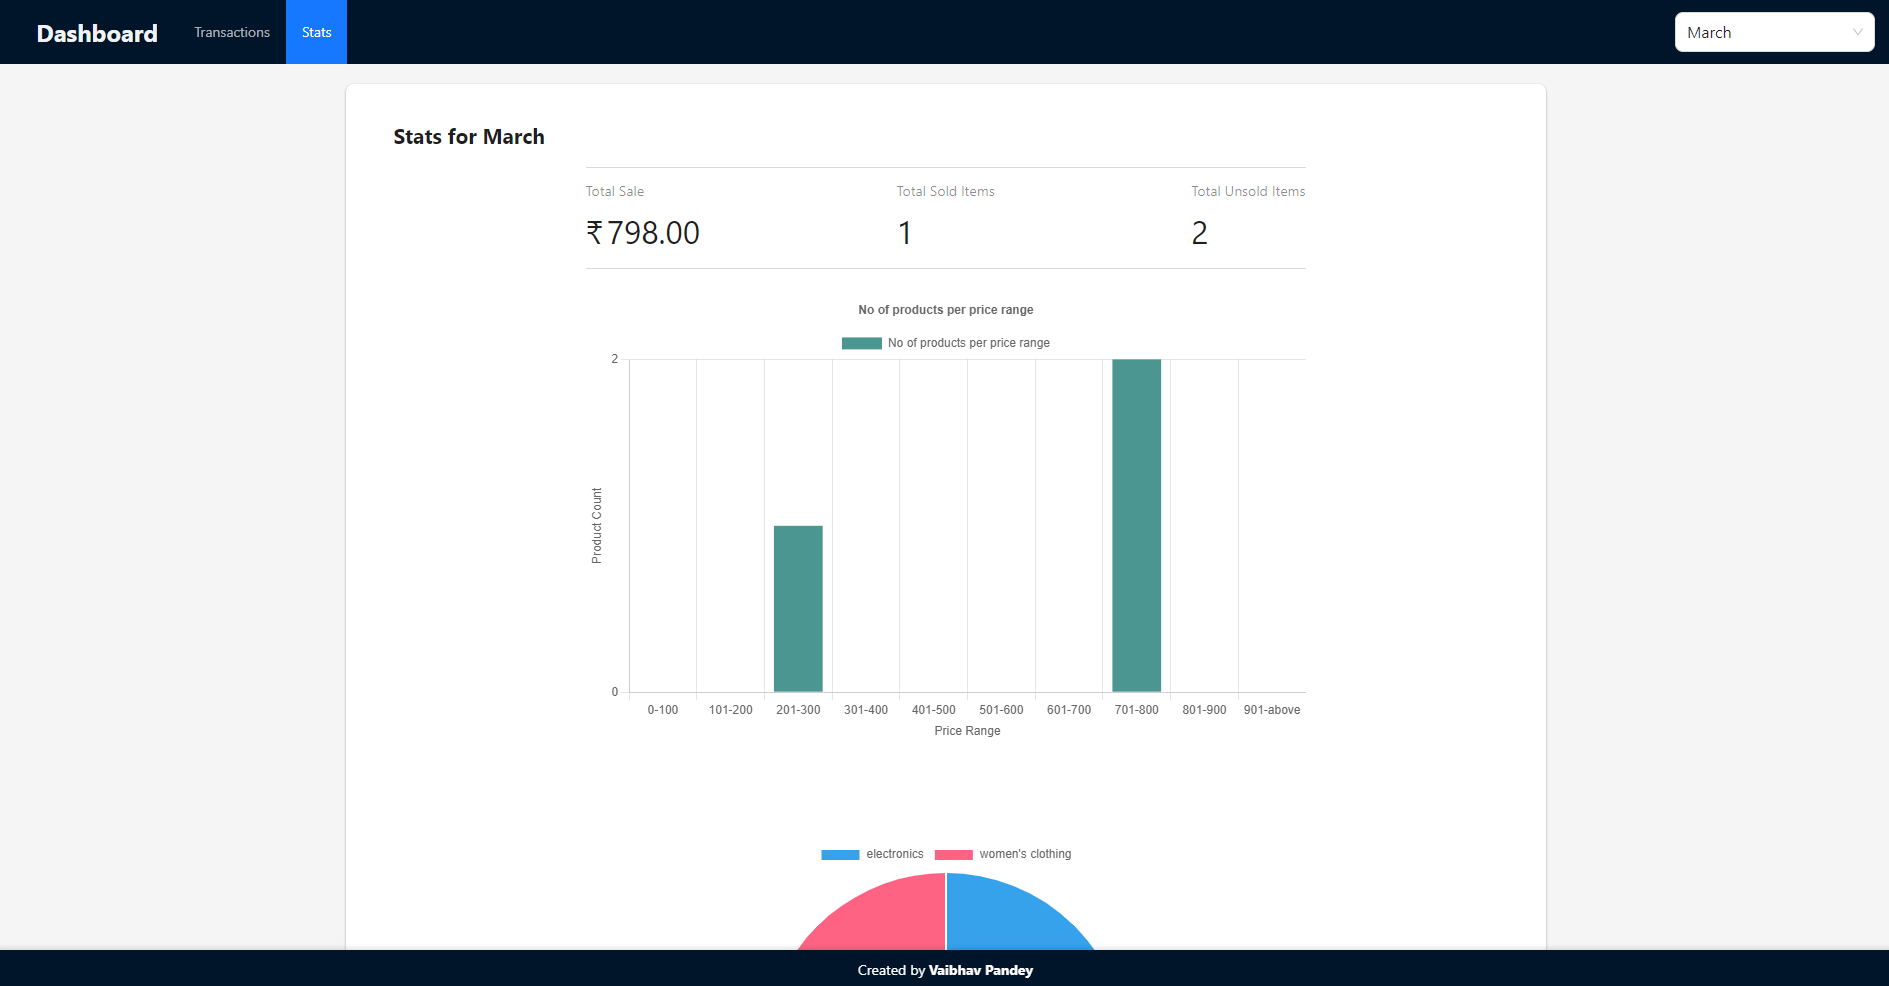 Dashboard
Transactions
Stats
March
Stats for March
Total Sale
Total Sold Items
Total Unsold Items
₹798.00
1
2
No of products per price range
No of products per price range
2
Product Count
0
0-100
101-200
201-300
301-400
401-500
501-600
601-700
701-800
801-900
901-above
Price Range
electronics
women's clothing
Created by Vaibhav Pandey